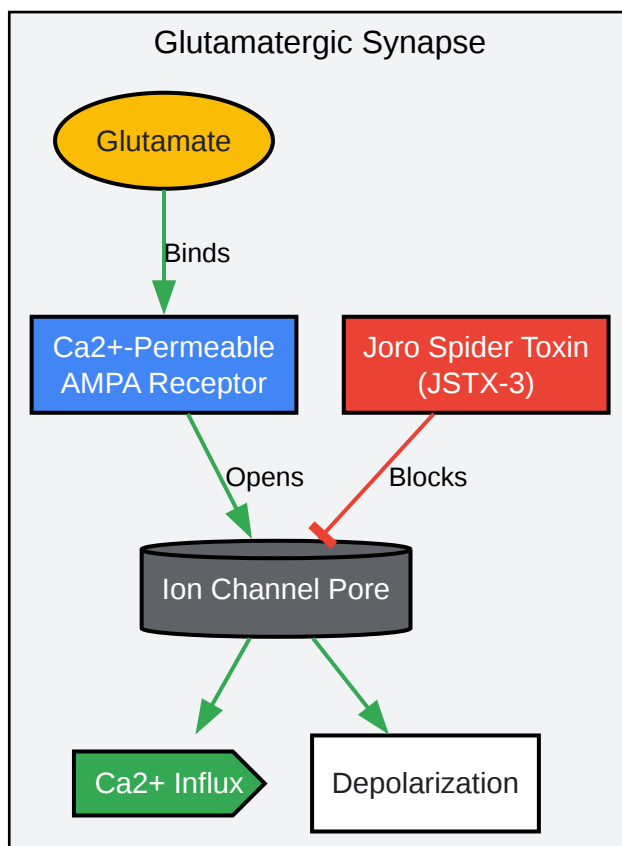 Glutamatergic Synapse
Glutamate
Binds
Ca2+-Permeable
AMPA Receptor
Joro Spider Toxin
(JSTX-3)
Opens
Blocks
Ion Channel Pore
Ca2+ Influx
Depolarization